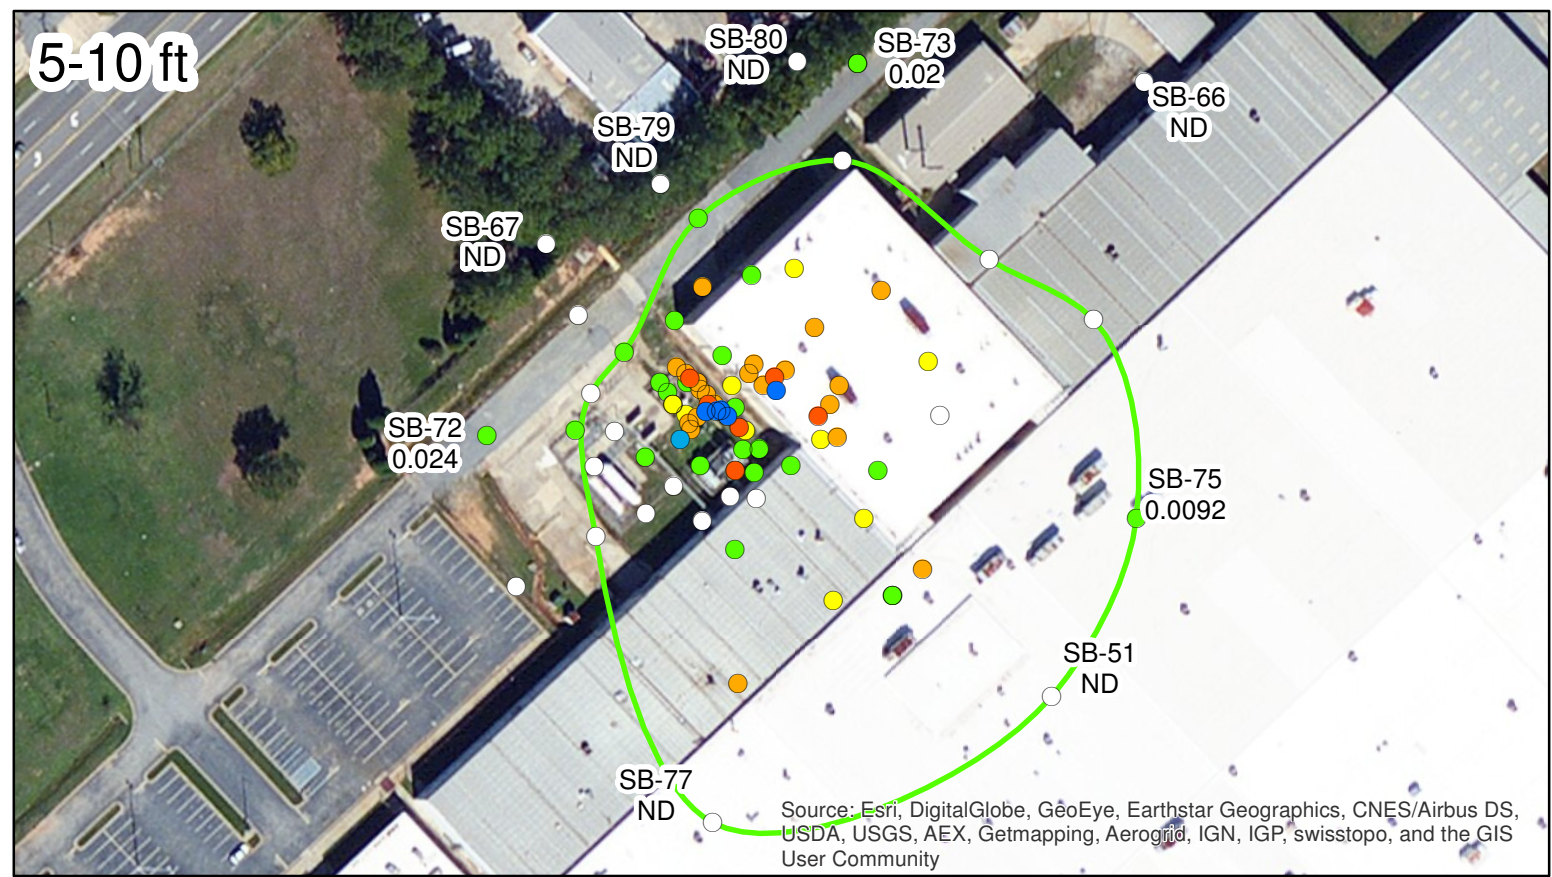 5-10 ft
SB-80
ND
SB-73
0.02
SB-66
ND
SB-79
ND
SB-67
ND
SB-72
0.024
SB-75
0.0092
SB-51
ND
SB-77
ND
Source: Esri, DigitalGlobe, GeoEye, Earthstar Geographics, CNES/Airbus DS,
USDA, USGS, AEX, Getmapping, Aerogrid, IGN, IGP, swisstopo, and the GIS
User Community